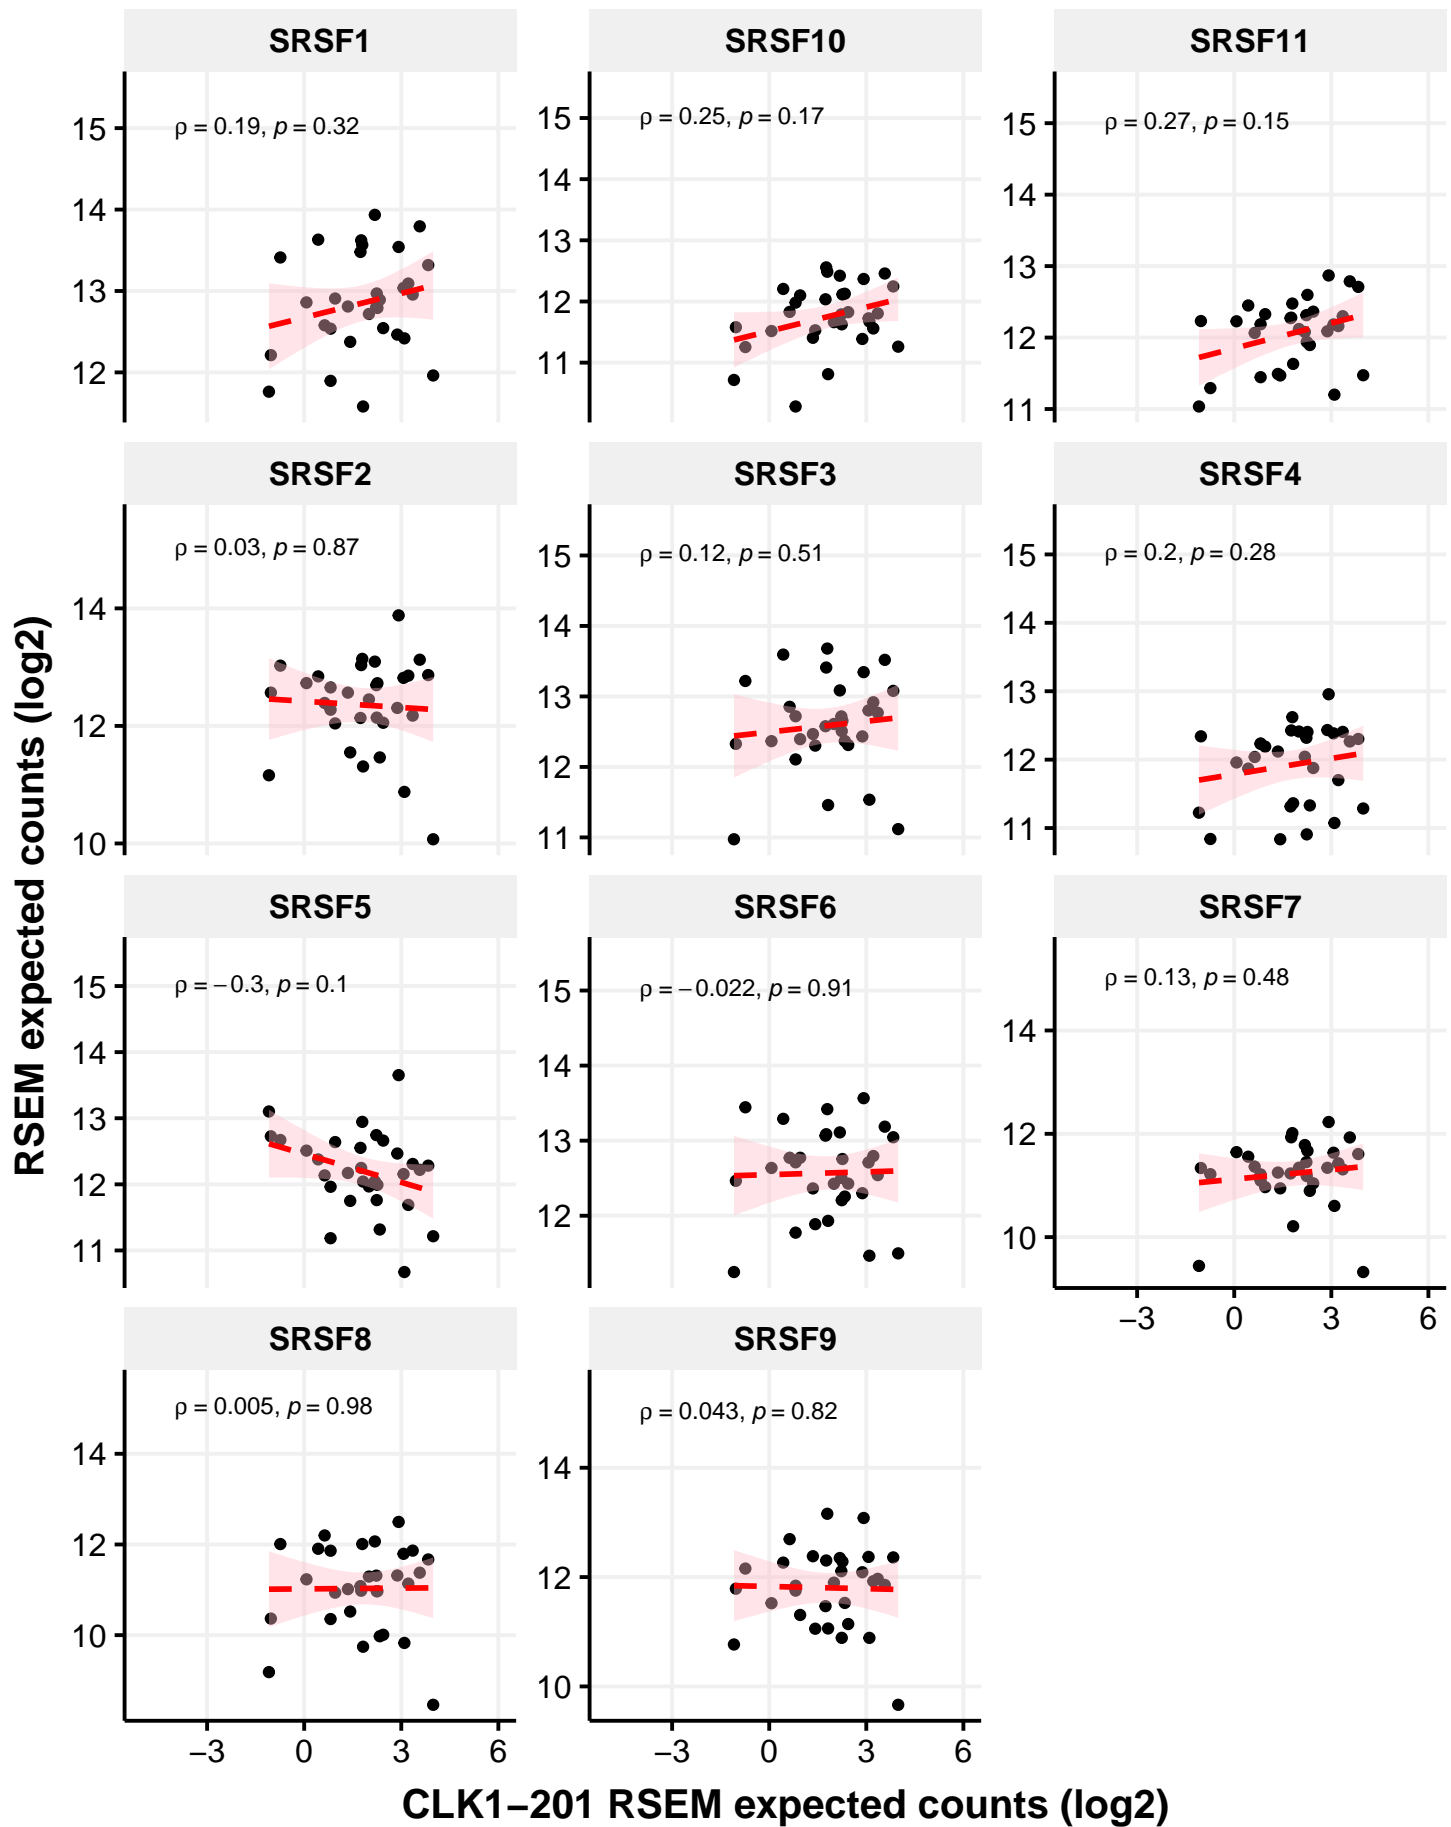 SRSF1
SRSF10
SRSF11
ρ = 0.19, p = 0.32
ρ = 0.25, p = 0.17
ρ = 0.27, p = 0.15
15
14
13
12
15
14
13
12
11
15
14
13
12
11
SRSF2
SRSF3
SRSF4
ρ = 0.03, p = 0.87
ρ = 0.12, p = 0.51
ρ = 0.2, p = 0.28
14
12
10
15
14
13
12
11
15
14
13
12
11
SRSF5
SRSF6
SRSF7
ρ = −0.3, p = 0.1
ρ = −0.022, p = 0.91
ρ = 0.13, p = 0.48
15
14
13
12
11
15
14
13
12
14
12
10
−3 0 3 6
SRSF8
SRSF9
ρ = 0.005, p = 0.98
ρ = 0.043, p = 0.82
14
12
10
14
12
10
−3 0 3 6
−3 0 3 6
RSEM expected counts (log2)
CLK1−201 RSEM expected counts (log2)